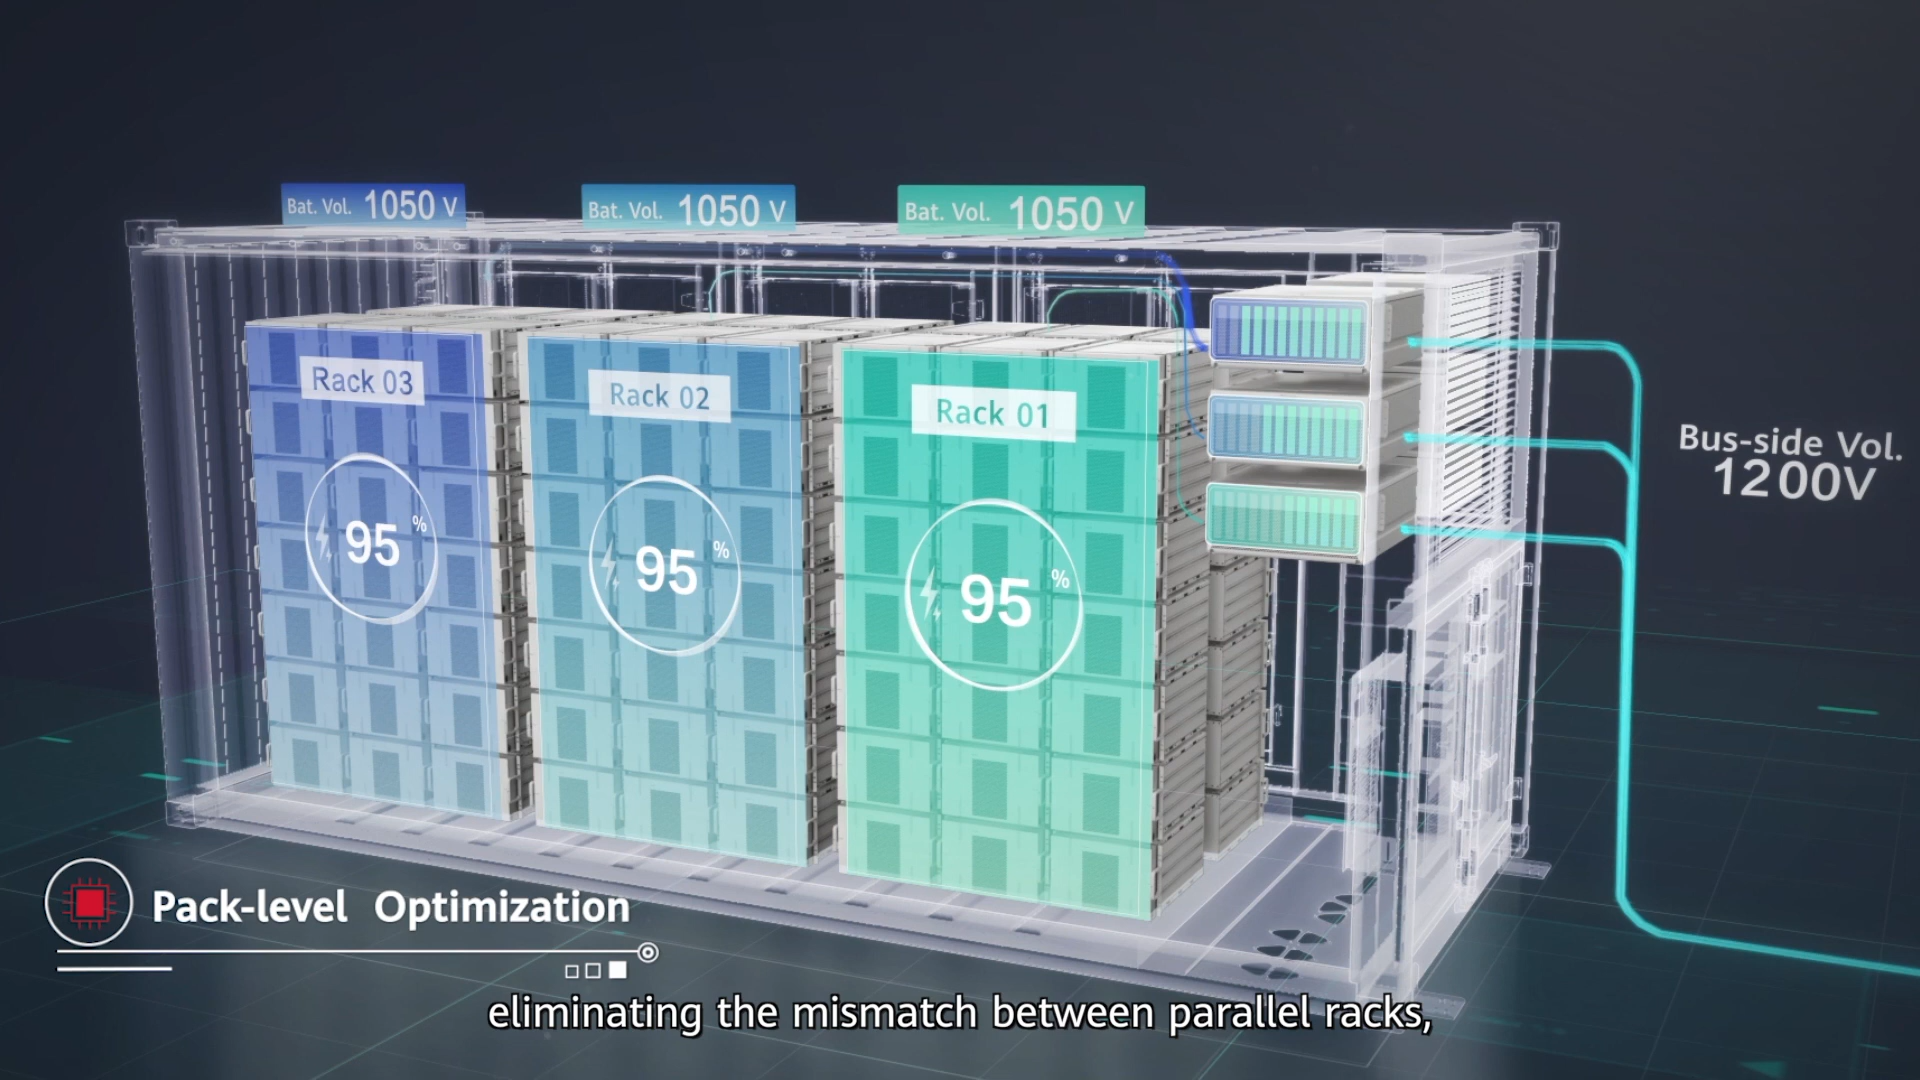 Bat. Vol. 1050 V
Bat. Vol. 1050 V
Bat. Vol. 1050 V
Rack 03
Rack 02
Rack 01
95 %
95 %
95 %
Bus-side Vol.
1200V
Pack-level Optimization
eliminating the mismatch between parallel racks,